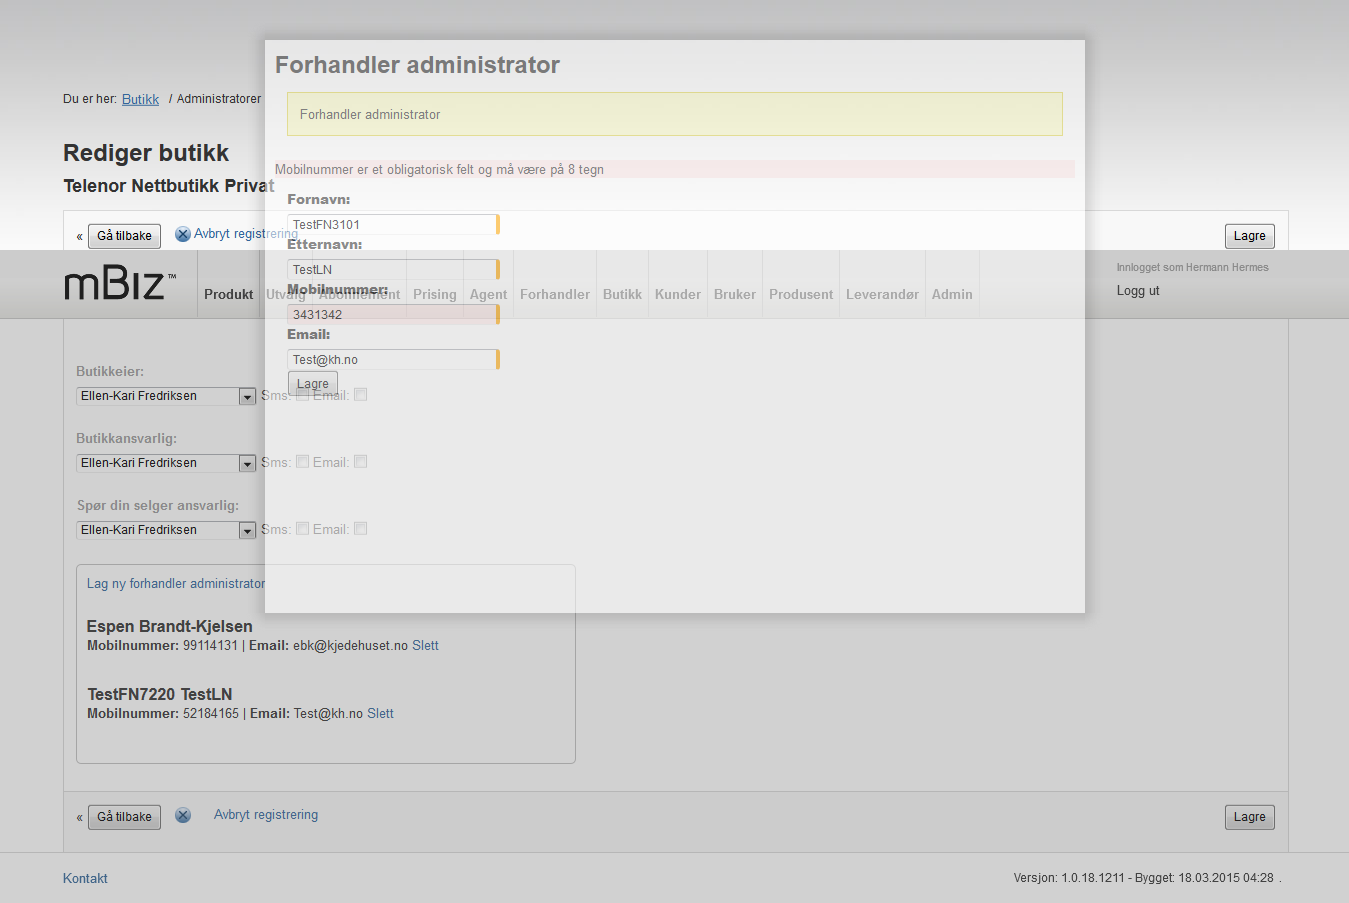 Forhandler administrator
Du er her: Butikk / Administratorer
Forhandler administrator
Rediger butikk
Mobilnummer er et obligatorisk felt og må være på 8 tegn
Telenor Nettbutikk Privat
Fornavn:
TestFN3101
« Gå tilbake Avbryt registrering Lagre
Etternavn:
TestLN
mBiz™ Produkt Utvalg Abonnement Prising Agent Forhandler Butikk Kunder Bruker Produsent Leverandør Admin
Innlogget som Hermann Hermes
Logg ut
Mobilnummer:
3431342
Email:
Test@kh.no
Lagre
Butikkeier:
Ellen-Kari Fredriksen Sms: Email:
Butikkansvarlig:
Ellen-Kari Fredriksen Sms: Email:
Spør din selger ansvarlig:
Ellen-Kari Fredriksen Sms: Email:
Lag ny forhandler administrator
Espen Brandt-Kjelsen
Mobilnummer: 99114131 | Email: ebk@kjedehuset.no Slett
TestFN7220 TestLN
Mobilnummer: 52184165 | Email: Test@kh.no Slett
« Gå tilbake Avbryt registrering Lagre
Kontakt Versjon: 1.0.18.1211 - Bygget: 18.03.2015 04:28 .